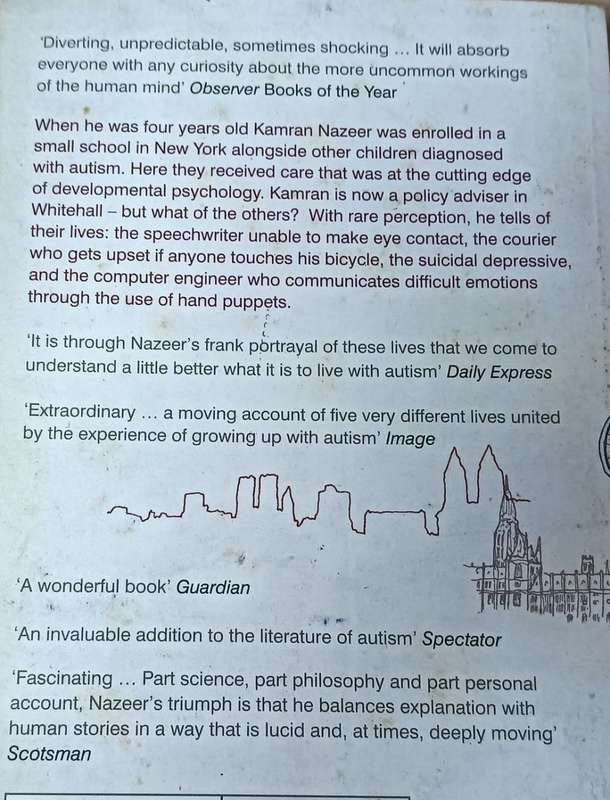 ‘Diverting, unpredictable, sometimes shocking … It will absorb
everyone with any curiosity about the more uncommon workings
of the human mind’ Observer Books of the Year
When he was four years old Kamran Nazeer was enrolled in a
small school in New York alongside other children diagnosed
with autism. Here they received care that was at the cutting edge
of developmental psychology. Kamran is now a policy adviser in
Whitehall – but what of the others? With rare perception, he tells of
their lives: the speechwriter unable to make eye contact, the courier
who gets upset if anyone touches his bicycle, the suicidal depressive,
and the computer engineer who communicates difficult emotions
through the use of hand puppets.
‘It is through Nazeer’s frank portrayal of these lives that we come to
understand a little better what it is to live with autism’ Daily Express
‘Extraordinary … a moving account of five very different lives united
by the experience of growing up with autism’ Image
‘A wonderful book’ Guardian
‘An invaluable addition to the literature of autism’ Spectator
‘Fascinating … Part science, part philosophy and part personal
account, Nazeer’s triumph is that he balances explanation with
human stories in a way that is lucid and, at times, deeply moving’
Scotsman